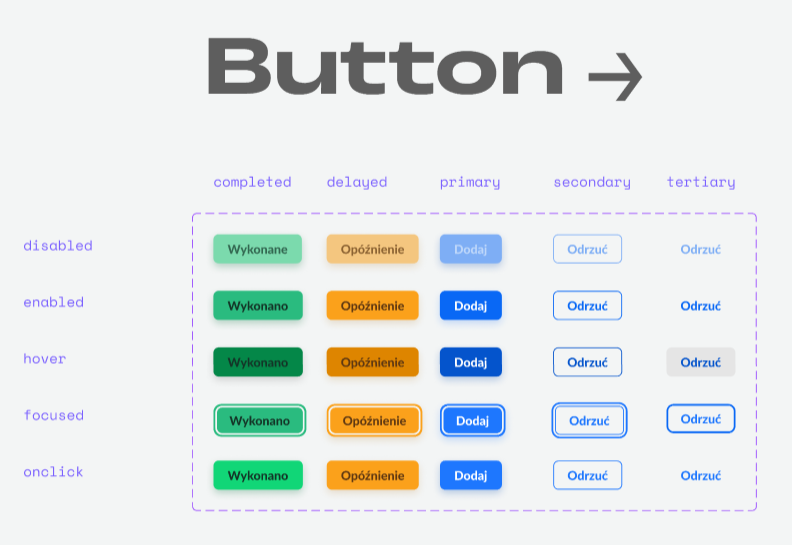 Button →
completed delayed primary secondary tertiary
disabled Wykonane Opóźnienie Dodaj Odrzuć Odrzuć
enabled Wykonano Opóźnienie Dodaj Odrzuć Odrzuć
hover Wykonano Opóźnienie Dodaj Odrzuć Odrzuć
focused Wykonano Opóźnienie Dodaj Odrzuć Odrzuć
onclick Wykonano Opóźnienie Dodaj Odrzuć Odrzuć